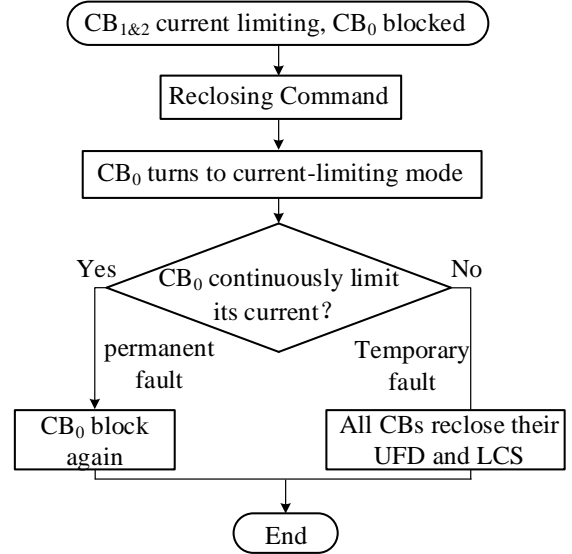 CB1&2 current limiting, CB0 blocked
Reclosing Command
CB0 turns to current-limiting mode
Yes
No
CB0 continuously limit
its current?
permanent
fault
Temporary
fault
CB0 block
again
All CBs reclose their
UFD and LCS
End